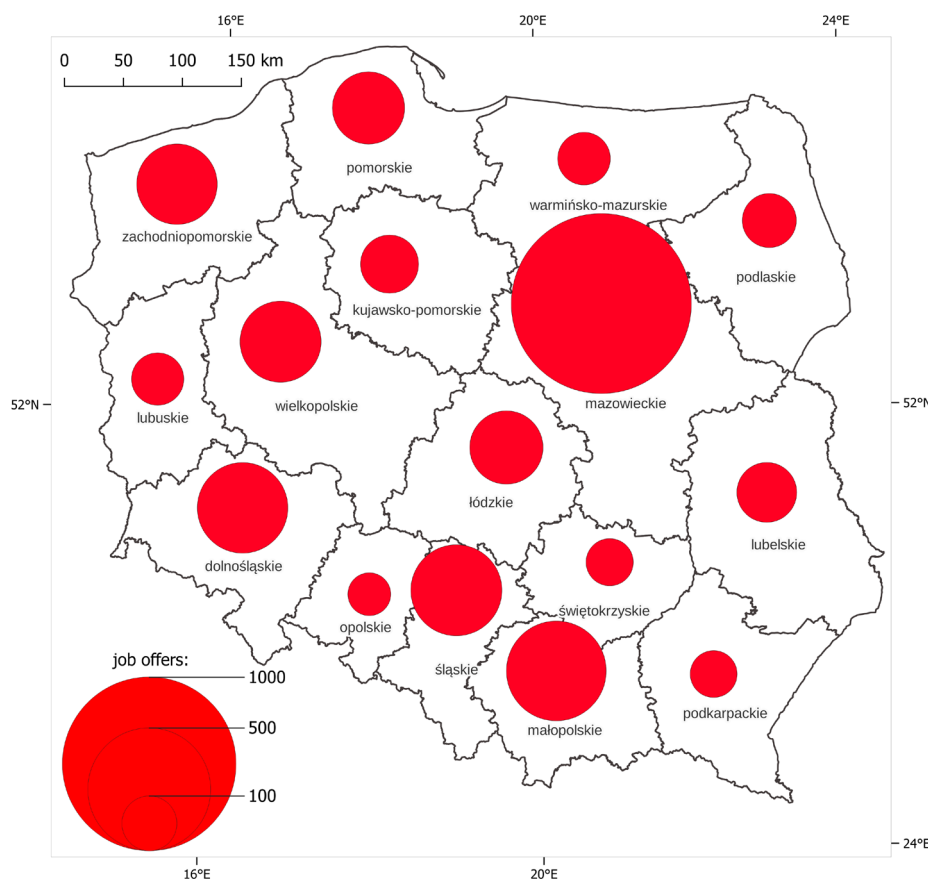 16°E 20°E 24°E
0 50 100 150 km
pomorskie
warmińsko-mazurskie
zachodniopomorskie
podlaskie
kujawsko-pomorskie
52°N
lubuskie
wielkopolskie
mazowieckie
52°N
łódzkie
lubelskie
dolnośląskie
świętokrzyskie
opolskie
śląskie
podkarpackie
małopolskie
job offers:
1000
500
100
24°E
16°E 20°E